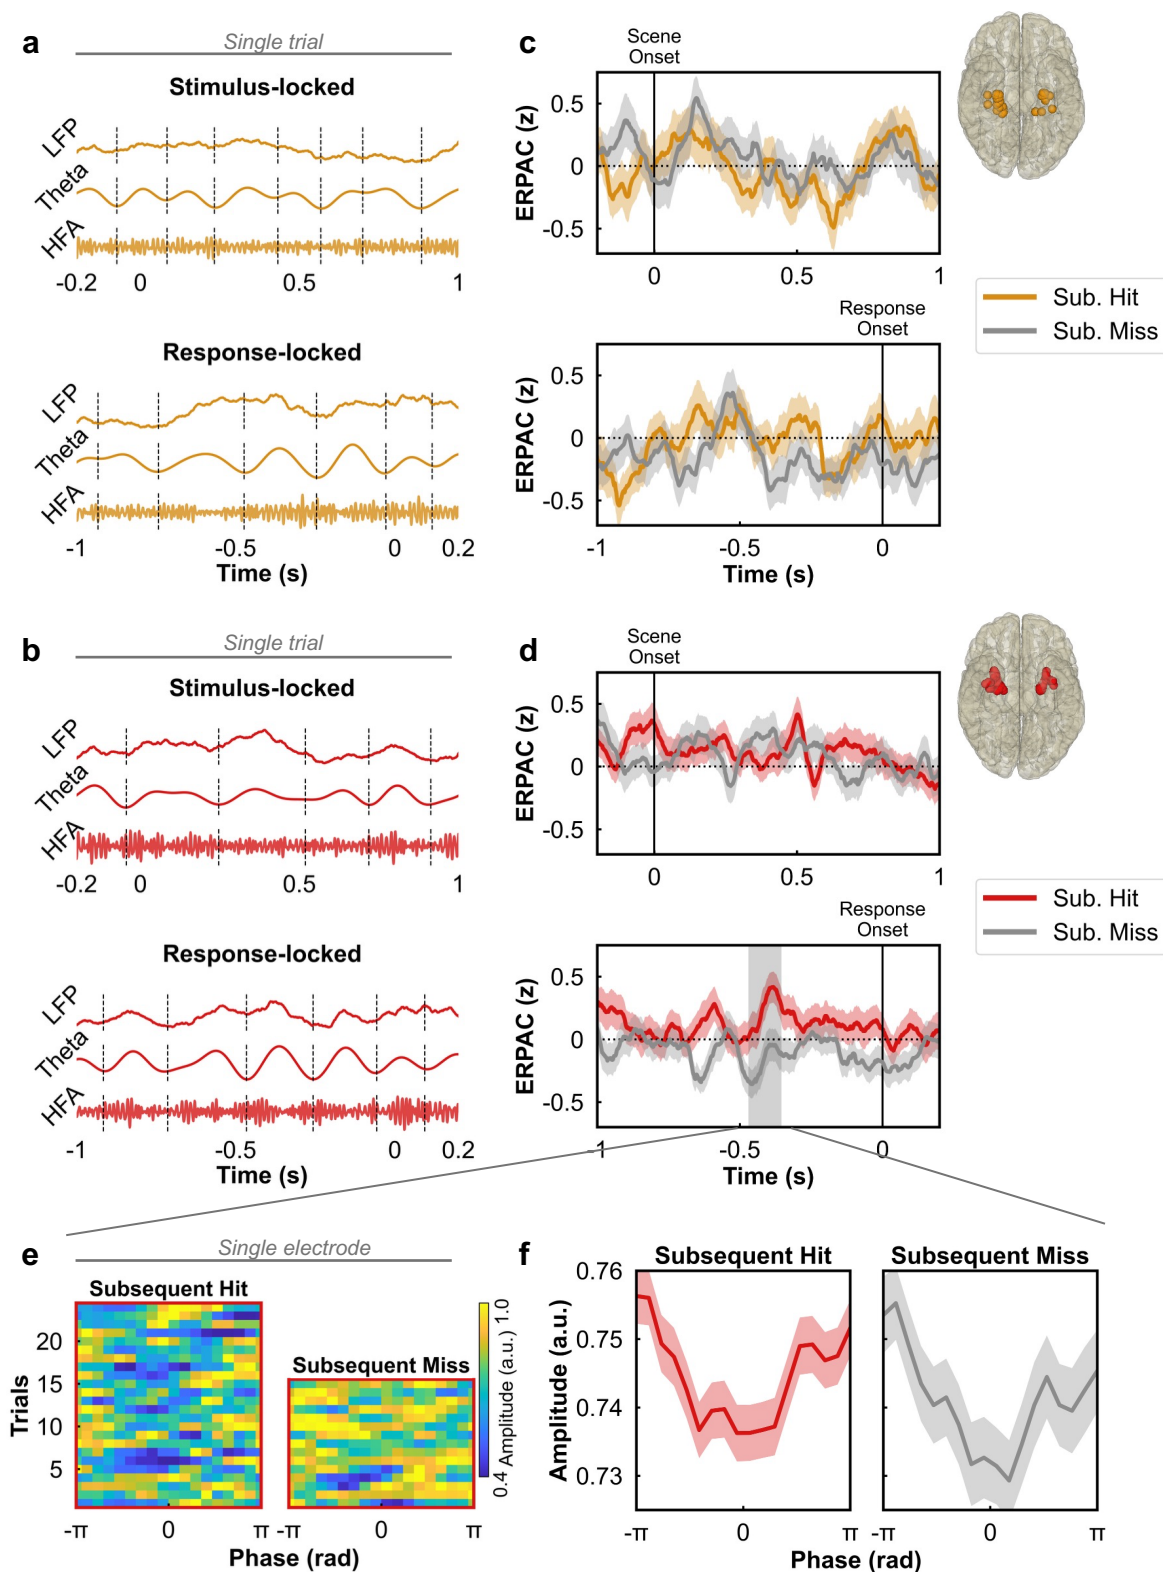 a
Single trial
Stimulus-locked
LFP
Theta
HFA
-0.2 0 0.5 1
Response-locked
LFP
Theta
HFA
-1 -0.5 0 0.2
Time (s)
c
Scene
Onset
ERPAC (z)
0.5
0
-0.5
0 0.5 1
Response
Onset
ERPAC (z)
0.5
0
-0.5
-1 -0.5 0
Time (s)
Sub. Hit
Sub. Miss
b
Single trial
Stimulus-locked
LFP
Theta
HFA
-0.2 0 0.5 1
Response-locked
LFP
Theta
HFA
-1 -0.5 0 0.2
Time (s)
d
Scene
Onset
ERPAC (z)
0.5
0
-0.5
0 0.5 1
Response
Onset
ERPAC (z)
0.5
0
-0.5
-1 -0.5 0
Time (s)
Sub. Hit
Sub. Miss
e
Single electrode
Subsequent Hit
Trials
20
15
10
5
-π 0 π
Subsequent Miss
-π 0 π
Phase (rad)
0.4 Amplitude (a.u.) 1.0
f
Subsequent Hit
Subsequent Miss
Amplitude (a.u.)
0.76
0.75
0.74
0.73
-π 0 π
-π 0 π
Phase (rad)